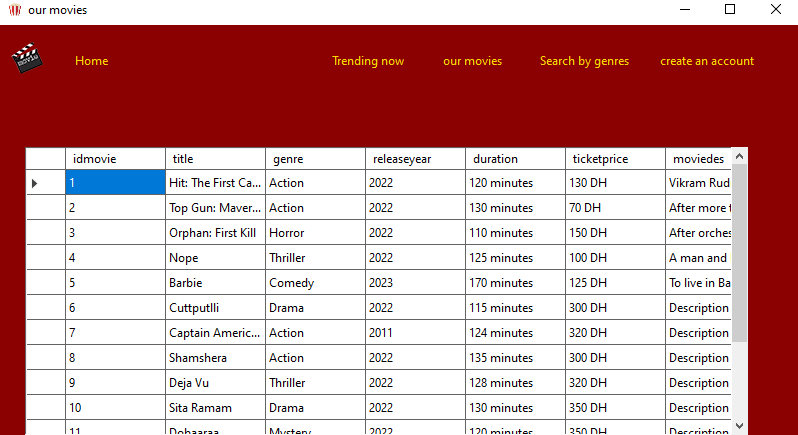 our movies
Home Trending now our movies Search by genres create an account
idmovie title genre releaseyear duration ticketprice moviedes
1 Hit: The First Ca... Action 2022 120 minutes 130 DH Vikram Rud
2 Top Gun: Maver... Action 2022 130 minutes 70 DH After more t
3 Orphan: First Kill Horror 2022 110 minutes 150 DH After orches
4 Nope Thriller 2022 125 minutes 100 DH A man and
5 Barbie Comedy 2023 170 minutes 125 DH To live in Ba
6 Cuttputlli Drama 2022 115 minutes 300 DH Description
7 Captain Americ... Action 2011 124 minutes 320 DH Description
8 Shamshera Action 2022 135 minutes 300 DH Description
9 Deja Vu Thriller 2022 128 minutes 320 DH Description
10 Sita Ramam Drama 2022 130 minutes 350 DH Description
11 Dobaaraa Mystery 2022 120 minutes 350 DH Description